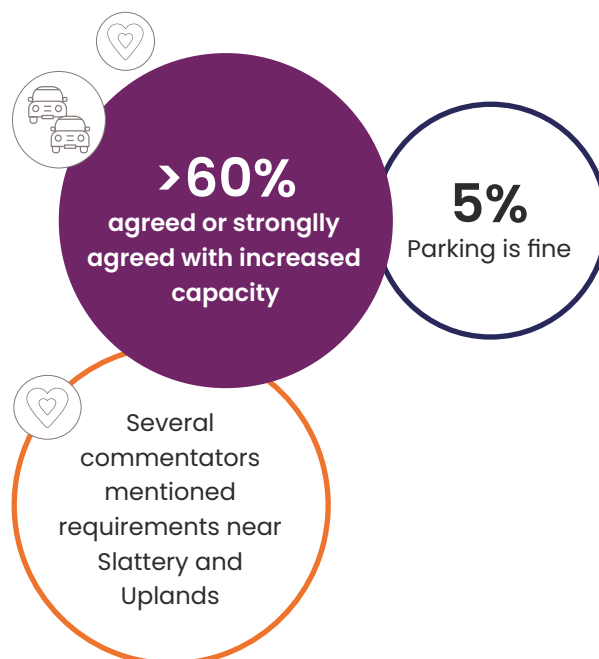 >60%
agreed or stronglly
agreed with increased
capacity
5%
Parking is fine
Several
commentators
mentioned
requirements near
Slattery and
Uplands